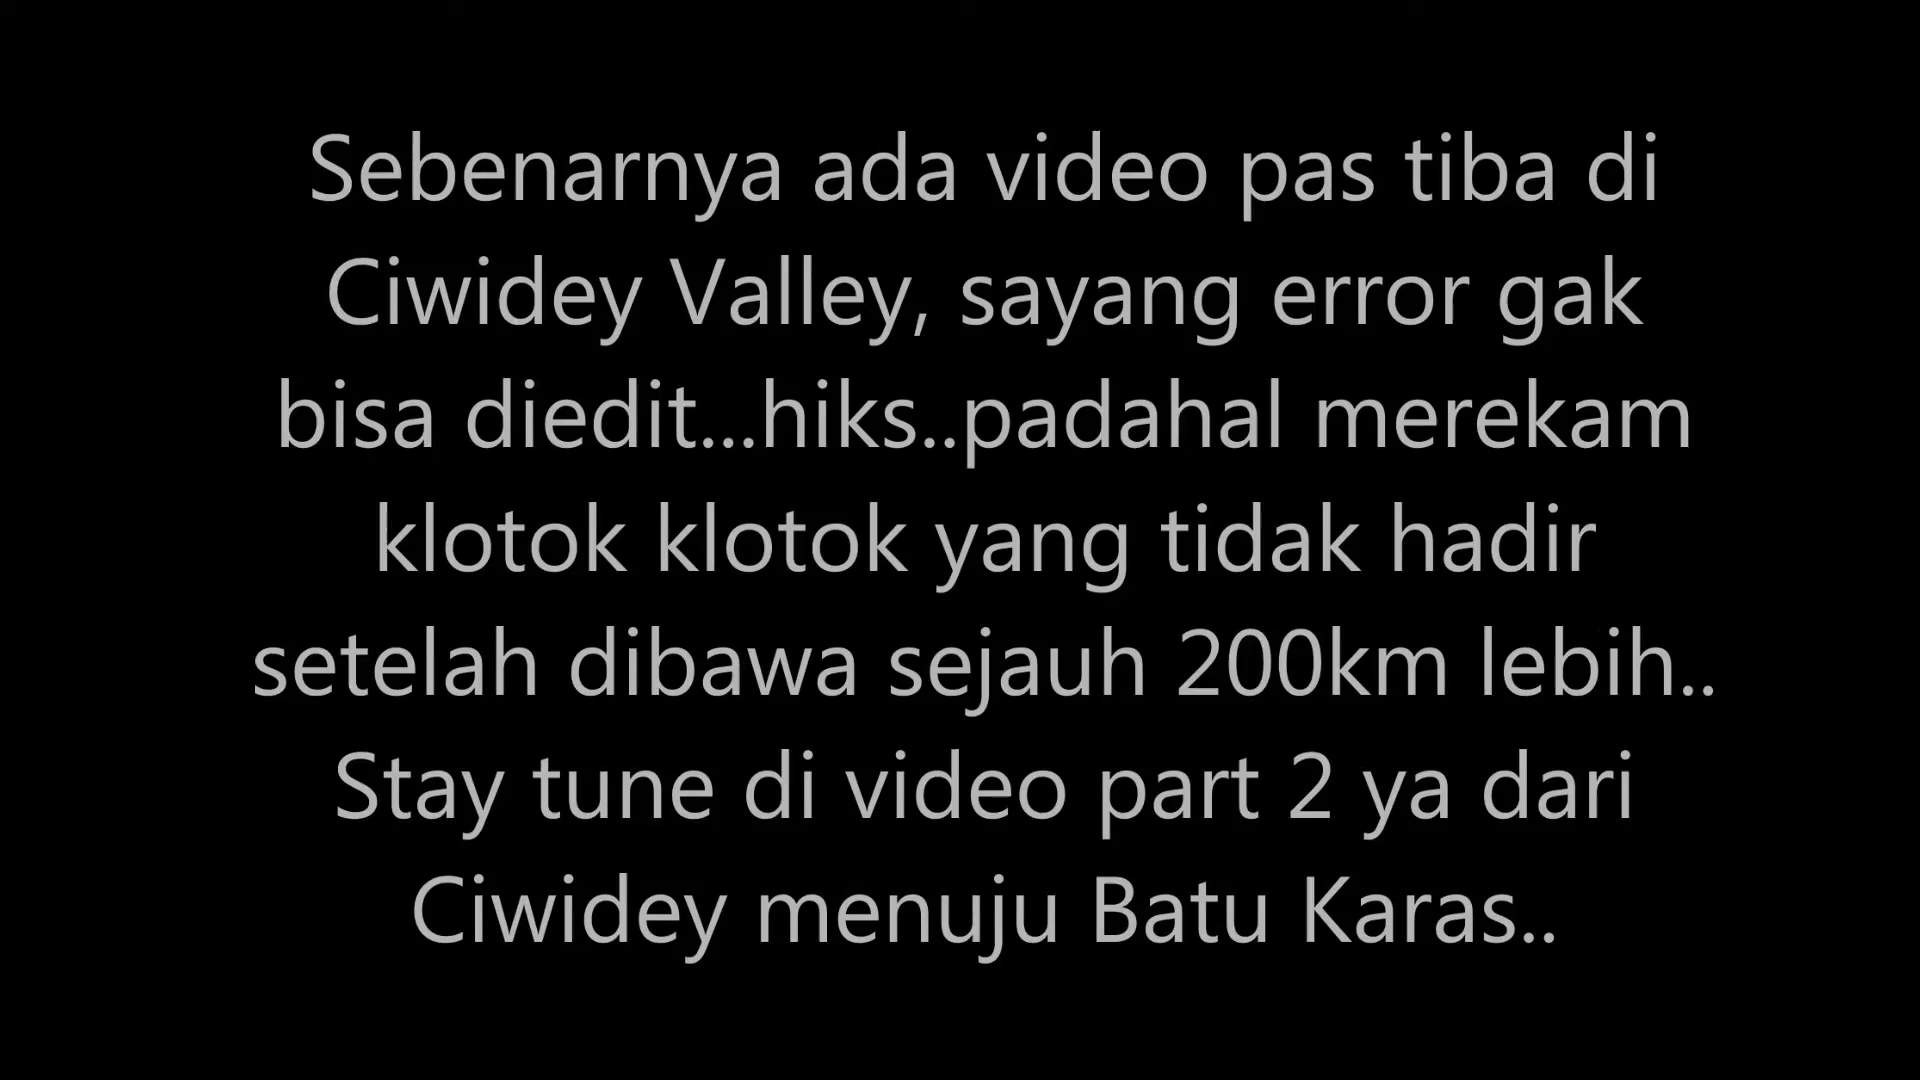 Sebenarnya ada video pas tiba di
Ciwidey Valley, sayang error gak
bisa diedit...hiks..padahal merekam
klotok klotok yang tidak hadir
setelah dibawa sejauh 200km lebih..
Stay tune di video part 2 ya dari
Ciwidey menuju Batu Karas..